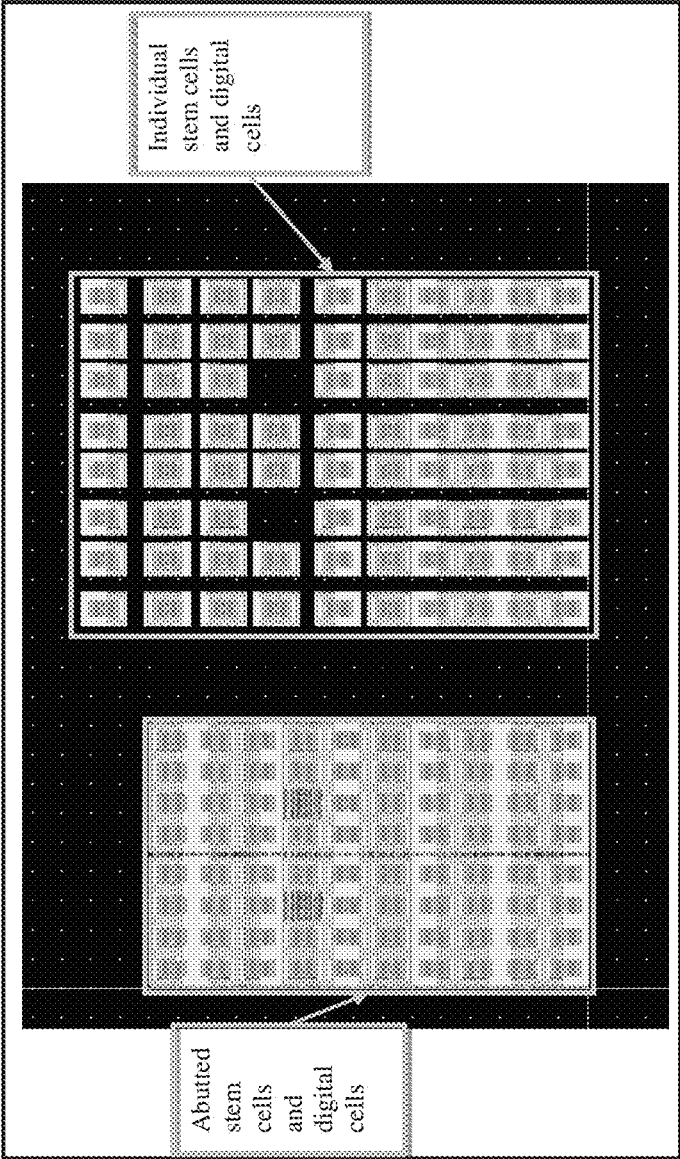 Individual
stem cells
and digital
cells
Abutted
stem
cells
and
digital
cells